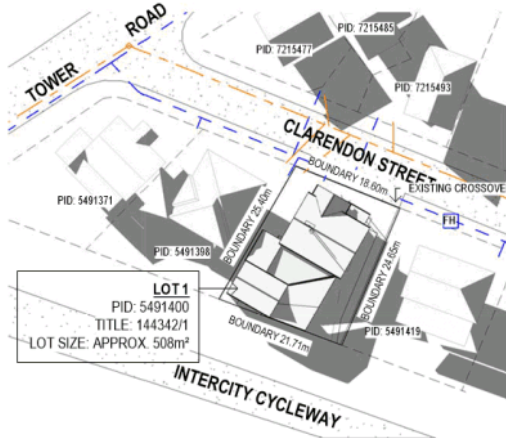 PID: 7215485
ROAD
PID: 7215477
TOWER
PID: 7215493
CLARENDON STREET
BOUNDARY 18.60m
EXISTING CROSSOVE
PID: 5491371
BOUNDARY 25.40m
FH
PID: 5491398
BOUNDARY 24.65m
LOT 1
PID: 5491400
TITLE: 144342/1
LOT SIZE: APPROX. 508m²
BOUNDARY 21.71m
PID: 5491419
INTERCITY CYCLEWAY